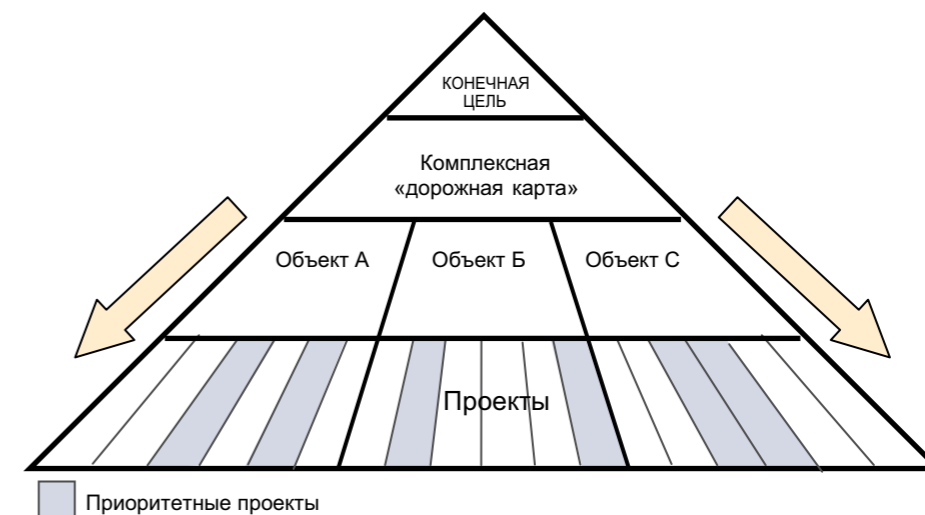 КОНЕЧНАЯ
ЦЕЛЬ
Комплексная
«дорожная карта»
Объект А
Объект Б
Объект С
Проекты
Приоритетные проекты